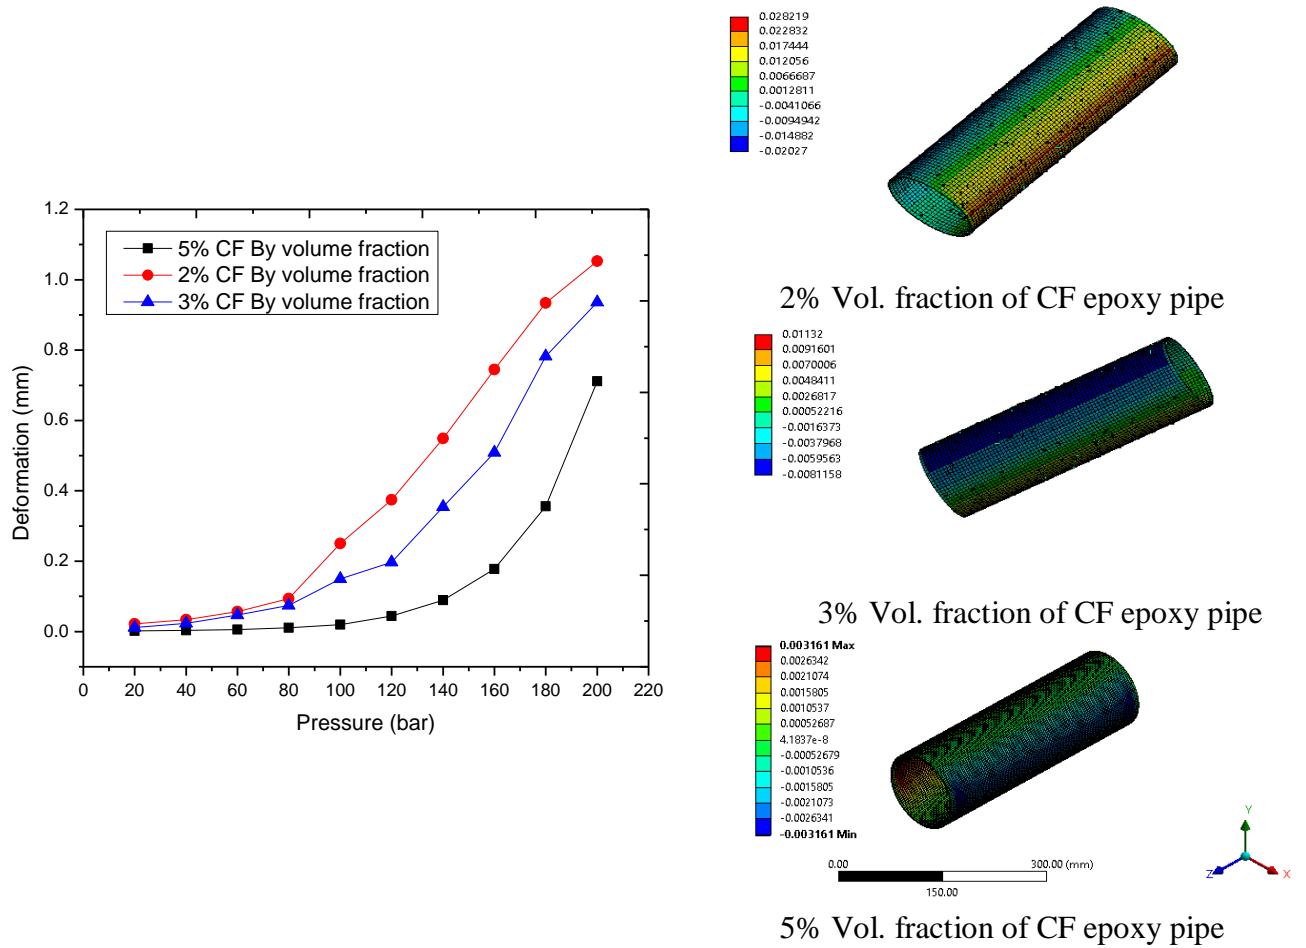 1.2
1.0
0.8
0.6
0.4
0.2
0.0
Deformation (mm)
5% CF By volume fraction
2% CF By volume fraction
3% CF By volume fraction
0 20 40 60 80 100 120 140 160 180 200 220
Pressure (bar)
0.028219
0.022832
0.017444
0.012056
0.0066687
0.0012811
-0.0041066
-0.0094942
-0.014882
-0.02027
2% Vol. fraction of CF epoxy pipe
0.01132
0.0091601
0.0070006
0.0048411
0.0026817
0.00052216
-0.0016373
-0.0037968
-0.0059563
-0.0081158
3% Vol. fraction of CF epoxy pipe
0.003161 Max
0.0026342
0.0021074
0.0015805
0.0010537
0.00052687
4.1837e-8
-0.00052679
-0.0010536
-0.0015805
-0.0021073
-0.0026341
-0.003161 Min
0.00 300.00 (mm)
150.00
Y
Z X
5% Vol. fraction of CF epoxy pipe